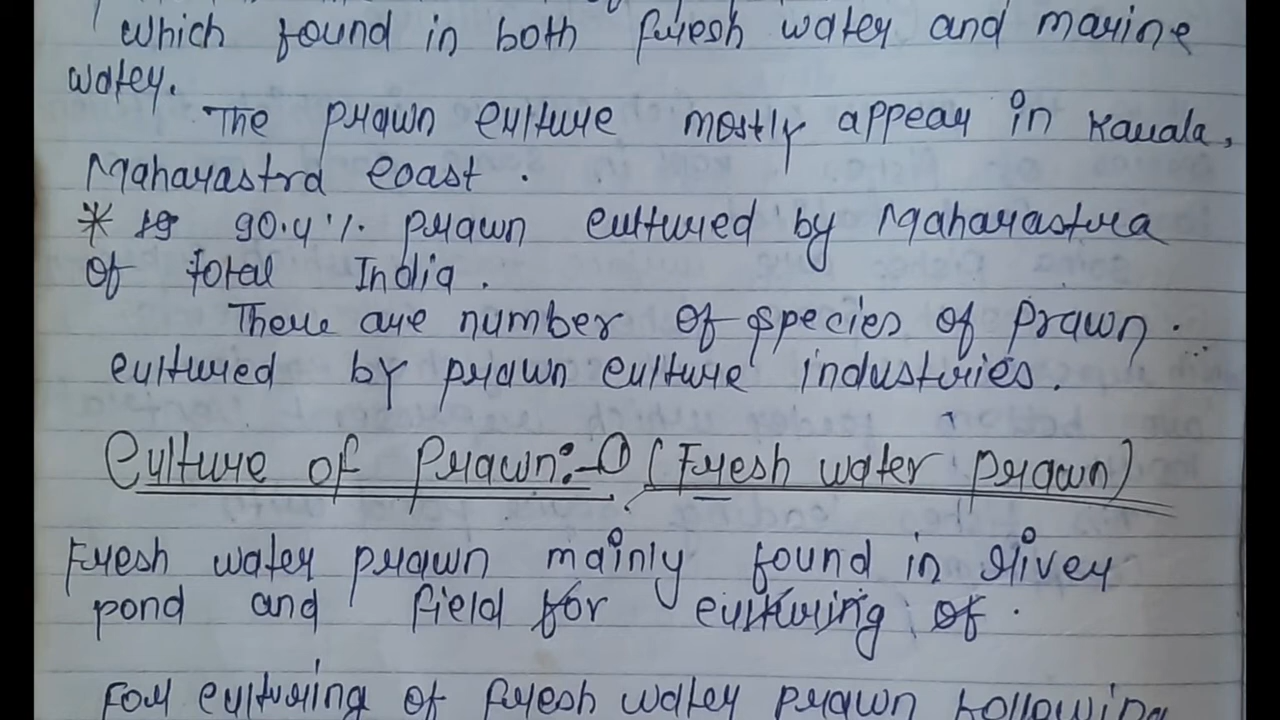 which found in both fresh water and marine
water.
The prawn culture mostly appear in Karala,
Maharastra coast.
* 90.4%. prawn cultured by Maharastra
of total India.
There are number of species of Prawn.
cultured by prawn culture industries.
Culture of Prawn:- (Fresh water prawn)
Fresh water prawn mainly found in river
pond and field for culturing of.
For culturing of fresh water prawn following